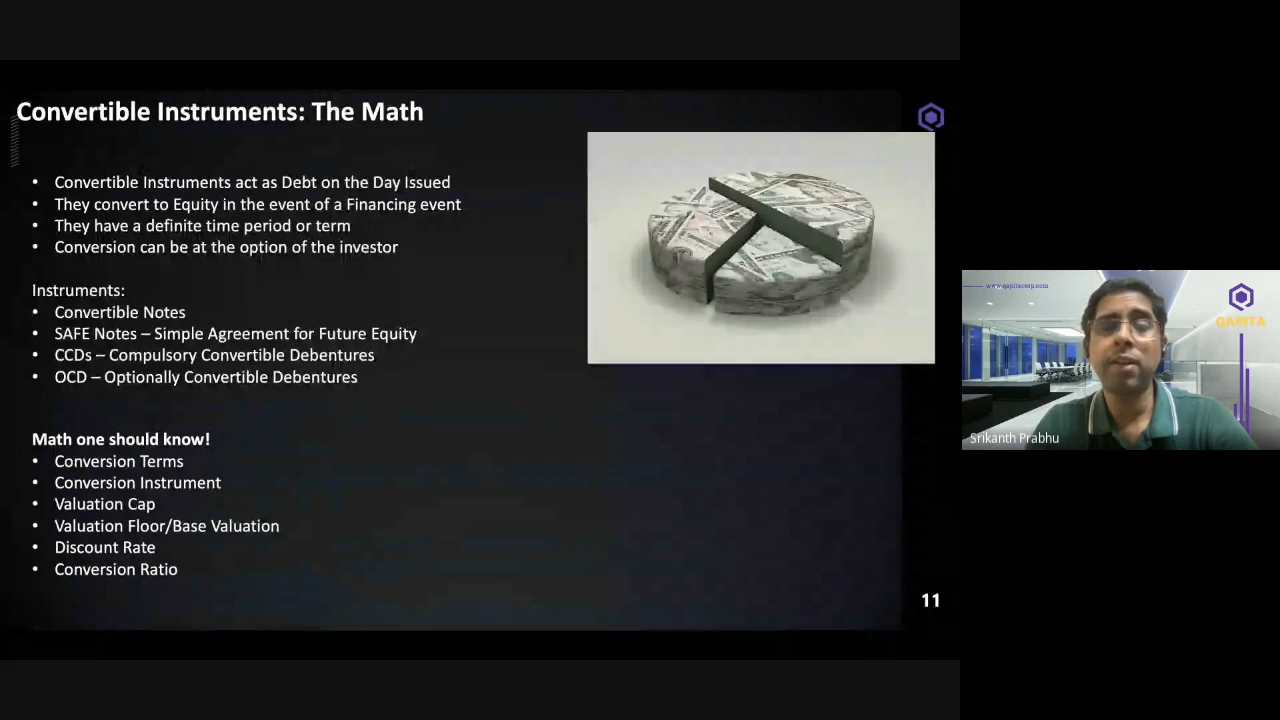 Convertible Instruments: The Math
• Convertible Instruments act as Debt on the Day Issued
• They convert to Equity in the event of a Financing event
• They have a definite time period or term
• Conversion can be at the option of the investor
Instruments:
• Convertible Notes
• SAFE Notes – Simple Agreement for Future Equity
• CCDs – Compulsory Convertible Debentures
• OCD – Optionally Convertible Debentures
Math one should know!
• Conversion Terms
• Conversion Instrument
• Valuation Cap
• Valuation Floor/Base Valuation
• Discount Rate
• Conversion Ratio
11
www.qapitacorp.com
QAPITA
Srikanth Prabhu